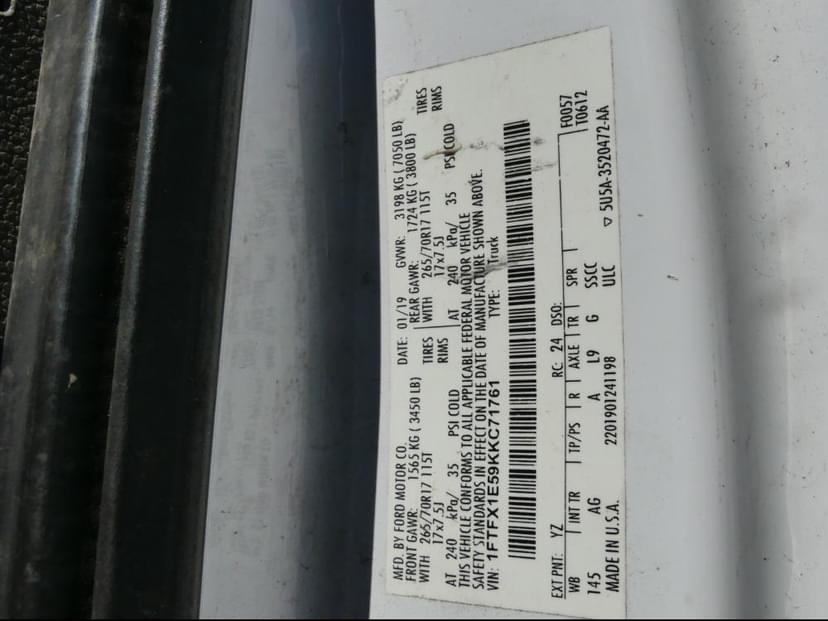 MFD. BY FORD MOTOR CO. DATE: 01/19 GVWR: 3198 KG ( 7050 LB)
FRONT GAWR: 1565 KG ( 3450 LB) REAR GAWR: 1724 KG ( 3800 LB)
WITH 265/70R17 115T TIRES WITH 265/70R17 115T TIRES
17x7.5J RIMS 17x7.5J RIMS
AT 240 kPa/ 35 PSI COLD AT 240 kPa/ 35 PSI COLD
THIS VEHICLE CONFORMS TO ALL APPLICABLE FEDERAL MOTOR VEHICLE
SAFETY STANDARDS IN EFFECT ON THE DATE OF MANUFACTURE SHOWN ABOVE.
VIN: 1FTFX1E59KKC71761 TYPE: Truck
F0057
EXT PNT: YZ RC: 24 DSO: T0612
WB INT TR TP/PS R AXLE TR SPR
145 AG A L9 G SSCC
ULC
MADE IN U.S.A. 2201901241198 ▽ 5U5A-3520472-AA